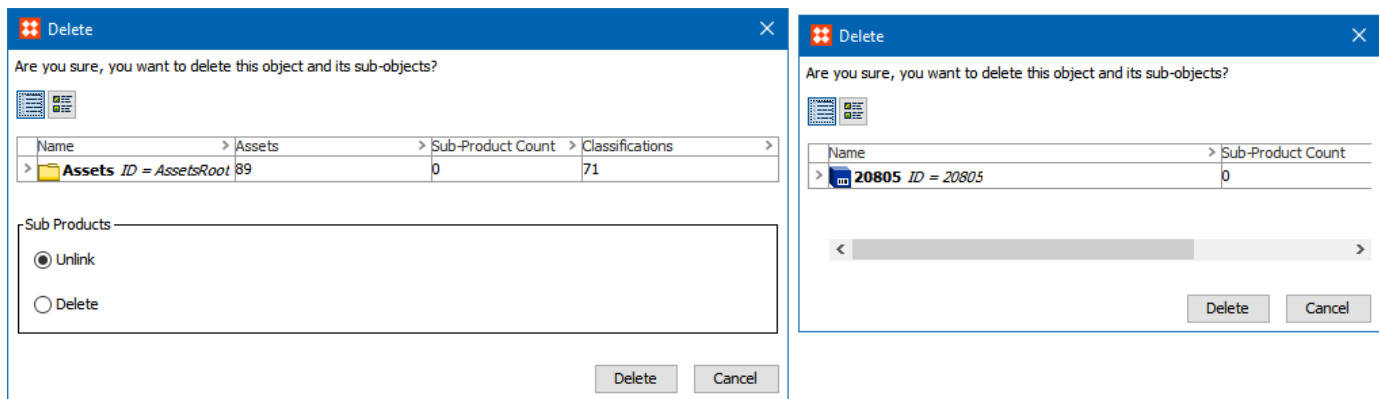 Delete
Are you sure, you want to delete this object and its sub-objects?
Name > Assets > Sub-Product Count > Classifications >
> Assets ID = AssetsRoot 89 0 71
Sub Products
Unlink
Delete
Delete Cancel
Delete
Are you sure, you want to delete this object and its sub-objects?
Name > Sub-Product Count
> 20805 ID = 20805 0
Delete Cancel